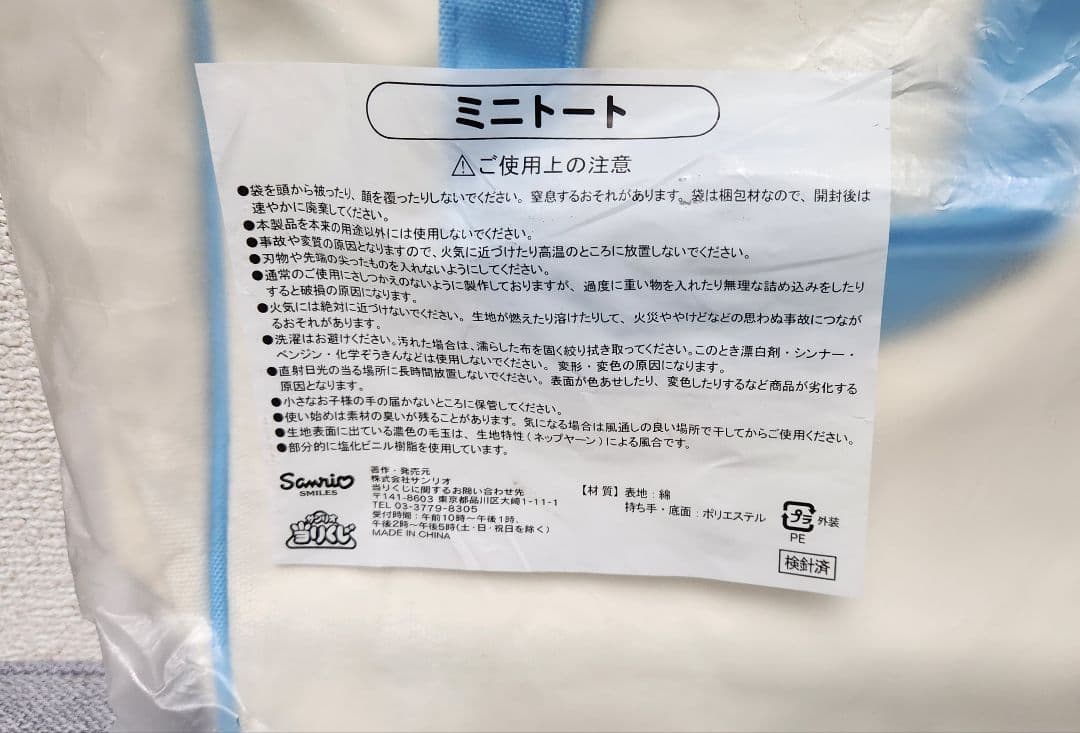 ミニトート
⚠ご使用上の注意
●袋を頭から被ったり、顔を覆ったりしないでください。窒息するおそれがあります。袋は梱包材なので、開封後は
速やかに廃棄してください。
●本製品を本来の用途以外には使用しないでください。
●事故や変質の原因となりますので、火気に近づけたり高温のところに放置しないでください。
●刃物や先端の尖ったものを入れないようにしてください。
●通常のご使用にさしつかえのないように製作しておりますが、過度に重い物を入れたり無理な詰め込みをしたり
すると破損の原因になります。
●火気には絶対に近づけないでください。生地が燃えたり溶けたりして、火災ややけどなどの思わぬ事故につなが
るおそれがあります。
●洗濯はお避けください。汚れた場合は、濡らした布を固く絞り拭き取ってください。このとき漂白剤・シンナー・
ベンジン・化学ぞうきんなどは使用しないでください。変形・変色の原因になります。
●直射日光の当る場所に長時間放置しないでください。表面が色あせしたり、変色したりするなど商品が劣化する
原因となります。
●小さなお子様の手の届かないところに保管してください。
●使い始めは素材の臭いが残ることがあります。気になる場合は風通しの良い場所で干してからご使用ください。
●生地表面に出ている濃色の毛玉は、生地特性(ネップヤーン)による風合です。
●部分的に塩化ビニル樹脂を使用しています。
Sanrio
SMILES
サンリオ
当りくじ
著作・発売元
株式会社サンリオ
当りくじに関するお問い合わせ先
〒141-8603 東京都品川区大崎1-11-1
TEL 03-3779-8305
受付時間:午前10時〜午後1時、
午後2時〜午後5時(土・日・祝日を除く)
MADE IN CHINA
【材 質】表地:綿
持ち手・底面:ポリエステル
プラ 外装
PE
検針済